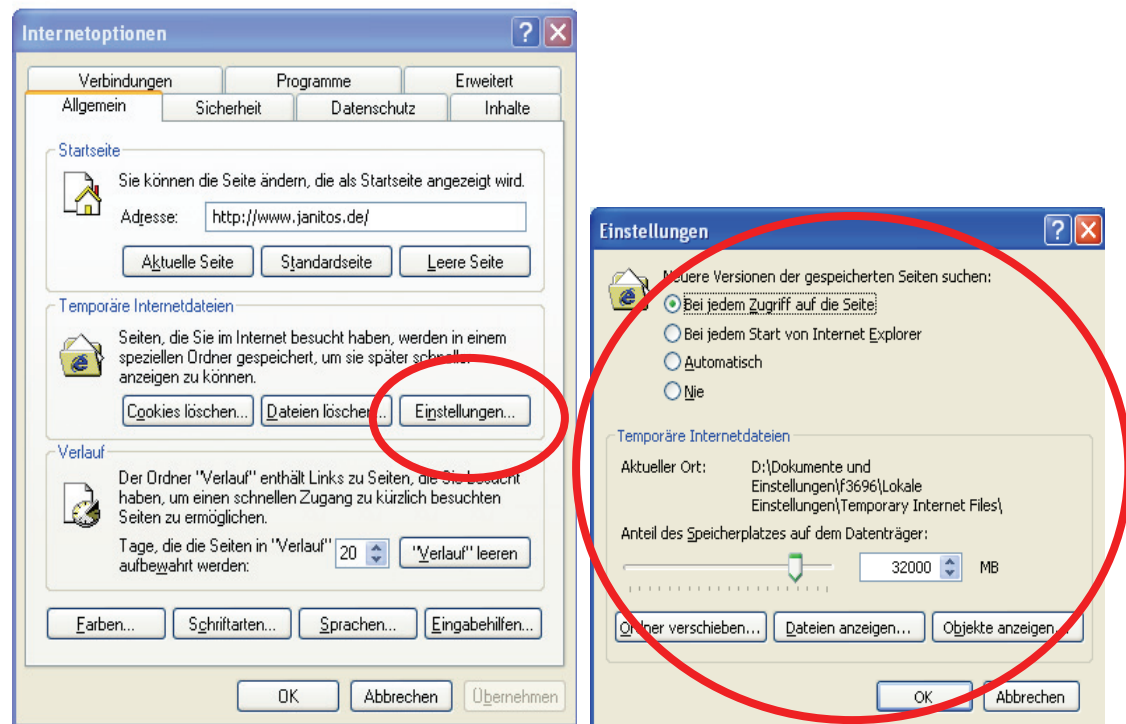 Internetoptionen
Verbindungen Programme Erweitert
Allgemein Sicherheit Datenschutz Inhalte
Startseite
Sie können die Seite ändern, die als Startseite angezeigt wird.
Adresse: http://www.janitos.de/
Aktuelle Seite Standardseite Leere Seite
Temporäre Internetdateien
Seiten, die Sie im Internet besucht haben, werden in einem
speziellen Ordner gespeichert, um sie später schneller
anzeigen zu können.
Cookies löschen... Dateien löschen... Einstellungen...
Verlauf
Der Ordner "Verlauf" enthält Links zu Seiten, die Sie besucht
haben, um einen schnellen Zugang zu kürzlich besuchten
Seiten zu ermöglichen.
Tage, die die Seiten in "Verlauf"
aufbewahrt werden:
20 "Verlauf" leeren
Farben... Schriftarten... Sprachen... Eingabehilfen...
OK Abbrechen Übernehmen
Einstellungen
Neuere Versionen der gespeicherten Seiten suchen:
Bei jedem Zugriff auf die Seite
Bei jedem Start von Internet Explorer
Automatisch
Nie
Temporäre Internetdateien
Aktueller Ort: D:\Dokumente und
Einstellungen\f3696\Lokale
Einstellungen\Temporary Internet Files\
Anteil des Speicherplatzes auf dem Datenträger:
32000 MB
Ordner verschieben... Dateien anzeigen... Objekte anzeigen...
OK Abbrechen